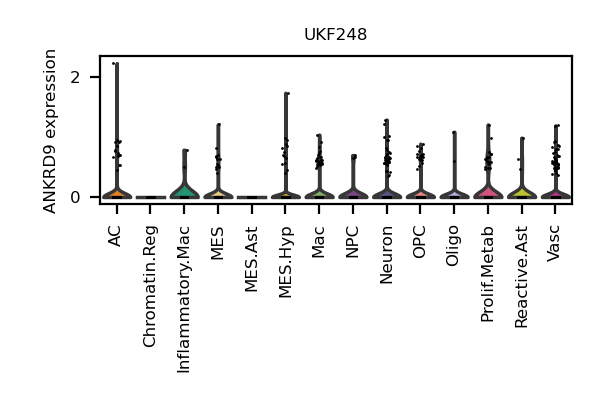 UKF248
ANKRD9 expression
2
0
AC
Chromatin.Reg
Inflammatory.Mac
MES
MES.Ast
MES.Hyp
Mac
NPC
Neuron
OPC
Oligo
Prolif.Metab
Reactive.Ast
Vasc